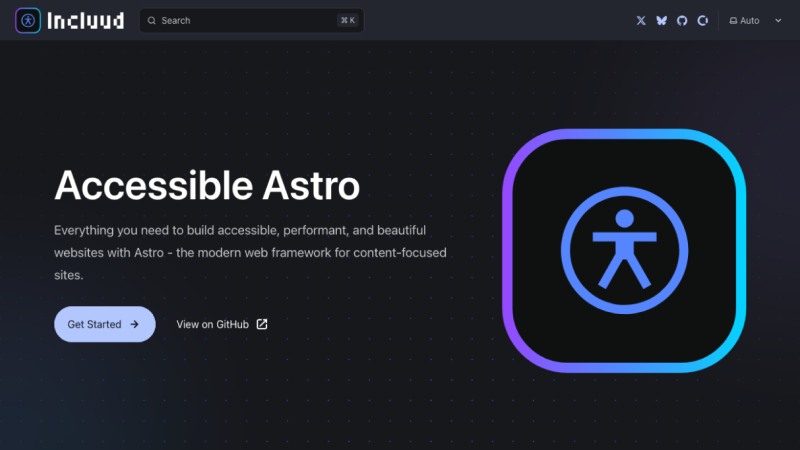 Incluud
Search
⌘ K
Auto
Accessible Astro
Everything you need to build accessible, performant, and beautiful
websites with Astro - the modern web framework for content-focused
sites.
Get Started
View on GitHub